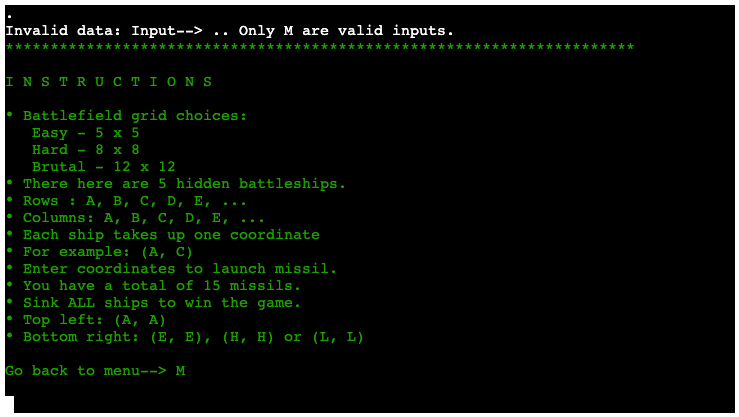 .
Invalid data: Input--> .. Only M are valid inputs.
**********************************************************************
I N S T R U C T I O N S
• Battlefield grid choices:
Easy - 5 x 5
Hard - 8 x 8
Brutal - 12 x 12
• There here are 5 hidden battleships.
• Rows : A, B, C, D, E, ...
• Columns: A, B, C, D, E, ...
• Each ship takes up one coordinate
• For example: (A, C)
• Enter coordinates to launch missil.
• You have a total of 15 missils.
• Sink ALL ships to win the game.
• Top left: (A, A)
• Bottom right: (E, E), (H, H) or (L, L)
Go back to menu--> M